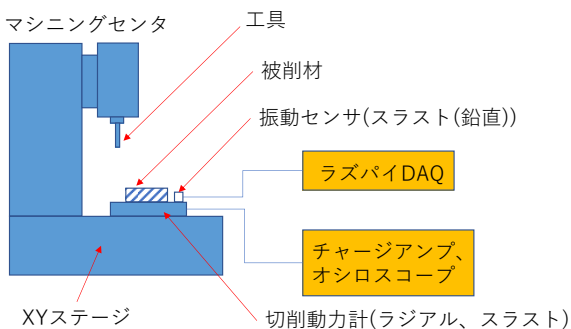 マシニングセンタ
工具
被削材
振動センサ(スラスト(鉛直))
ラズパイDAQ
チャージアンプ、
オシロスコープ
XYステージ
切削動力計(ラジアル、スラスト)